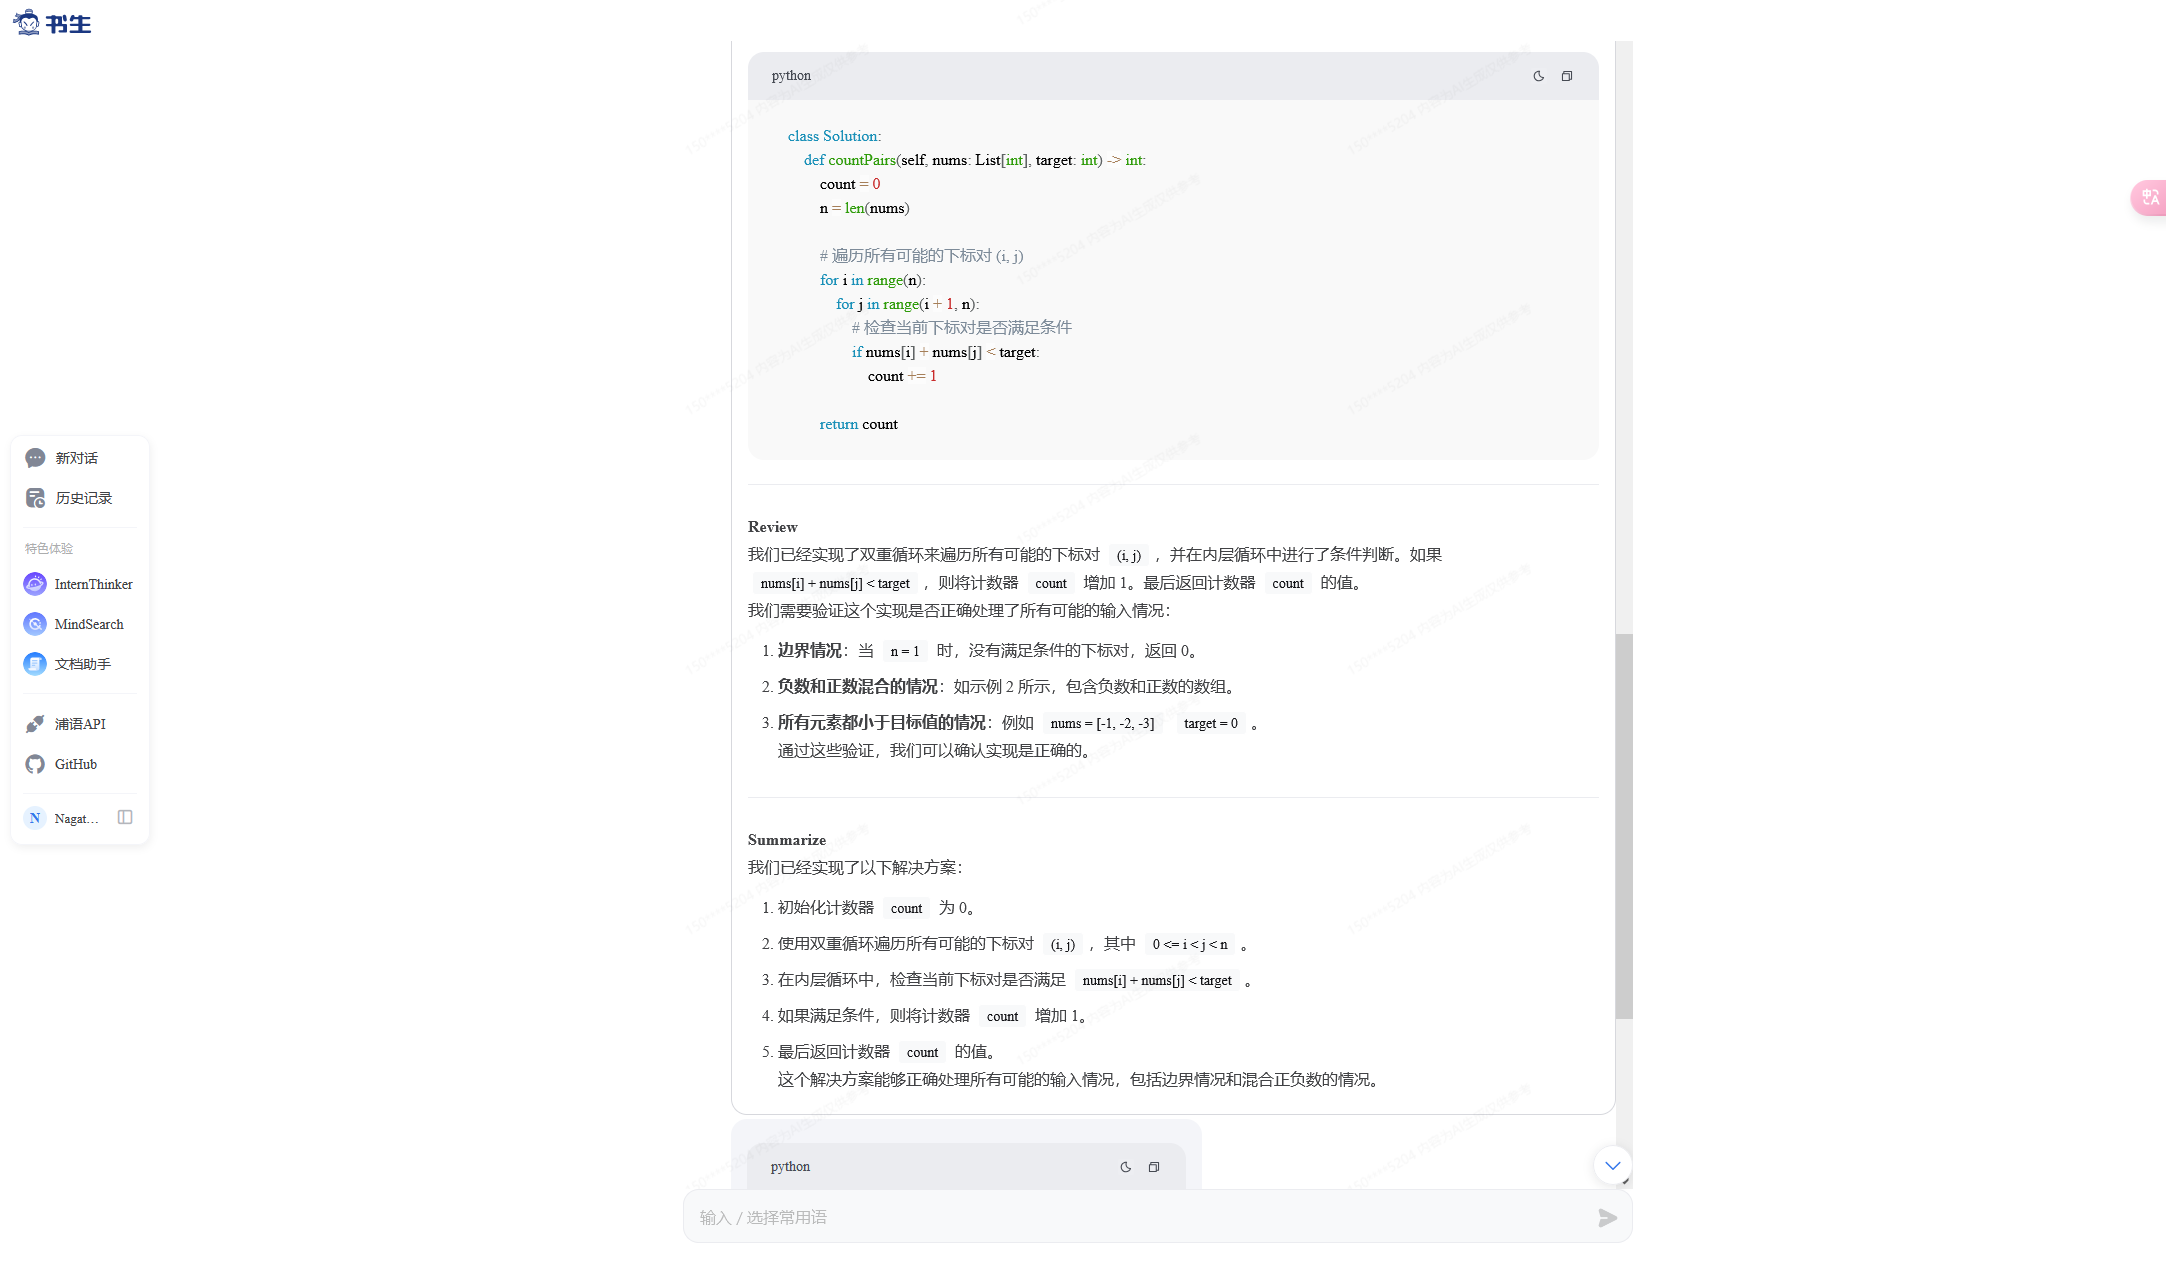 书生
python
class Solution:
def countPairs(self, nums: List[int], target: int) -> int:
count = 0
n = len(nums)
# 遍历所有可能的下标对 (i, j)
for i in range(n):
for j in range(i + 1, n):
# 检查当前下标对是否满足条件
if nums[i] + nums[j] < target:
count += 1
return count
新对话
历史记录
特色体验
InternThinker
MindSearch
文档助手
浦语API
GitHub
N Nagat...
Review
我们已经实现了双重循环来遍历所有可能的下标对 (i, j) ，并在内层循环中进行了条件判断。如果
nums[i] + nums[j] < target ，则将计数器 count 增加 1。最后返回计数器 count 的值。
我们需要验证这个实现是否正确处理了所有可能的输入情况：
1. 边界情况：当 n = 1 时，没有满足条件的下标对，返回 0。
2. 负数和正数混合的情况：如示例 2 所示，包含负数和正数的数组。
3. 所有元素都小于目标值的情况：例如 nums = [-1, -2, -3] target = 0 。
通过这些验证，我们可以确认实现是正确的。
Summarize
我们已经实现了以下解决方案：
1. 初始化计数器 count 为 0。
2. 使用双重循环遍历所有可能的下标对 (i, j) ，其中 0 <= i < j < n 。
3. 在内层循环中，检查当前下标对是否满足 nums[i] + nums[j] < target 。
4. 如果满足条件，则将计数器 count 增加 1。
5. 最后返回计数器 count 的值。
这个解决方案能够正确处理所有可能的输入情况，包括边界情况和混合正负数的情况。
python
输入 / 选择常用语
150****5204 内容为AI生成仅供参考